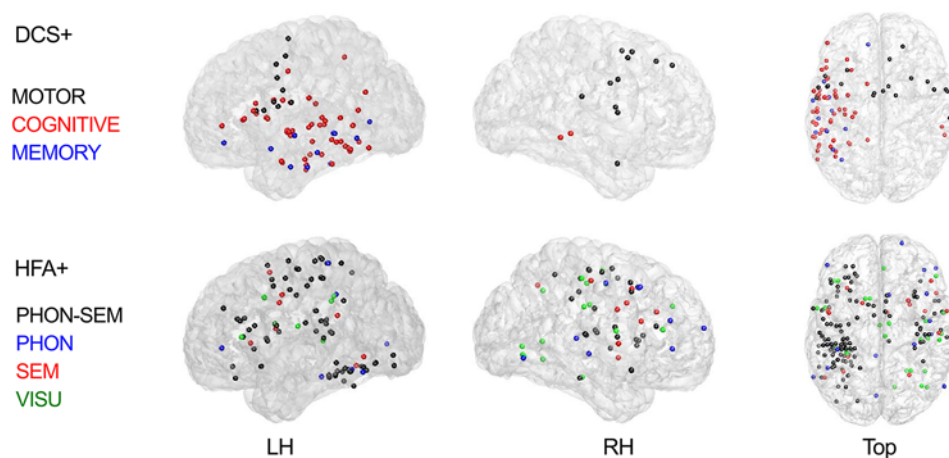 DCS+
MOTOR
COGNITIVE
MEMORY
HFA+
PHON-SEM
PHON
SEM
VISU
LH
RH
Top